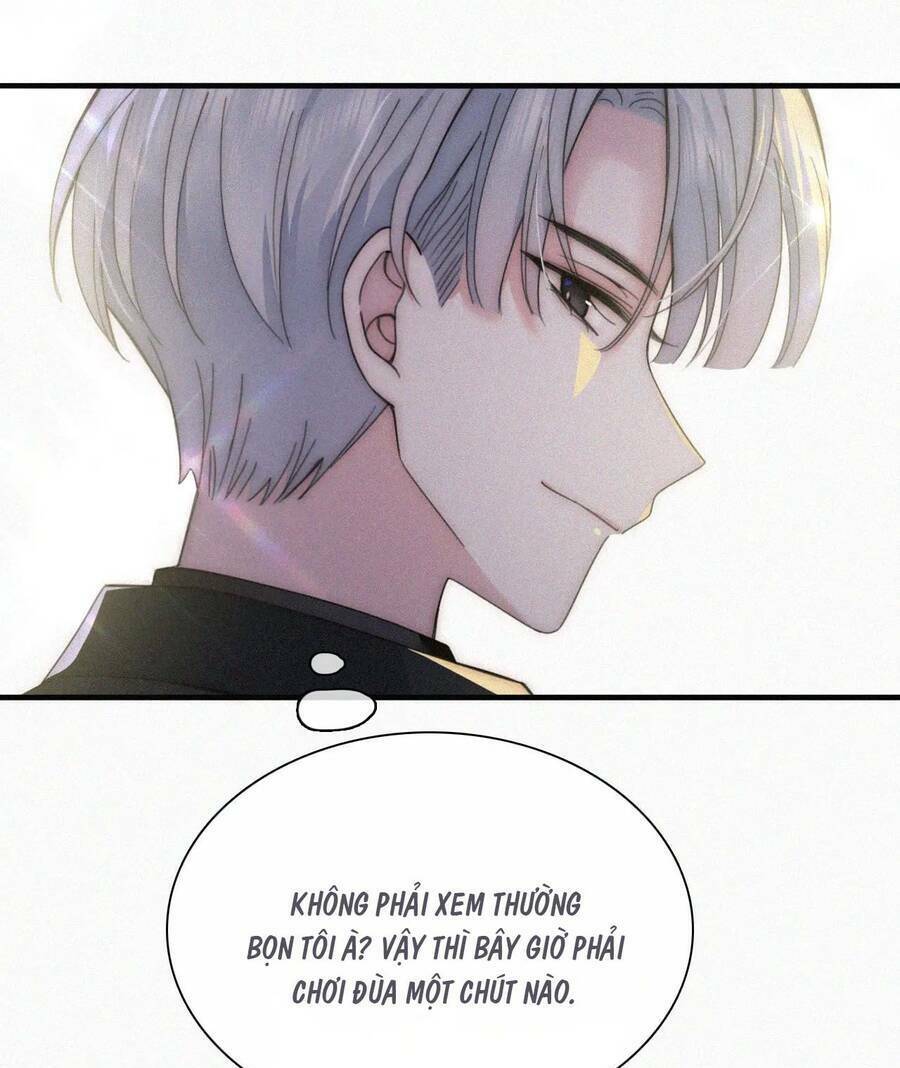 KHÔNG PHẢI XEM THƯỜNG
BỌN TÔI À? VẬY THÌ BÂY GIỜ PHẢI
CHƠI ĐÙA MỘT CHÚT NÀO.